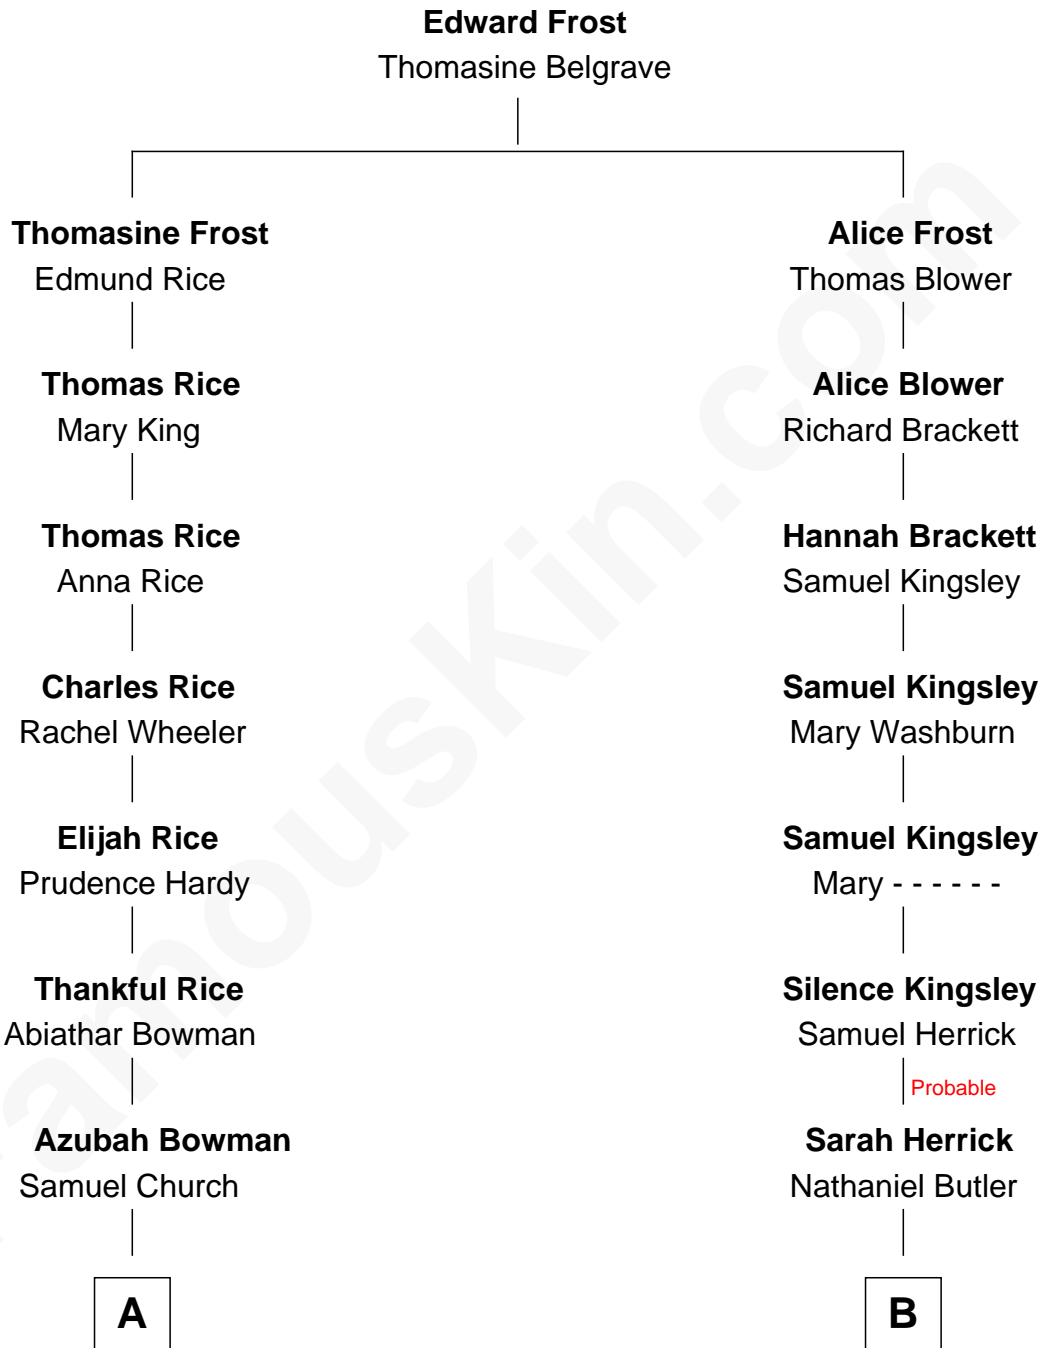 Edward Frost
Thomasine Belgrave
Thomasine Frost
Edmund Rice
Alice Frost
Thomas Blower
Thomas Rice
Mary King
Alice Blower
Richard Brackett
Thomas Rice
Anna Rice
Hannah Brackett
Samuel Kingsley
Charles Rice
Rachel Wheeler
Samuel Kingsley
Mary Washburn
Elijah Rice
Prudence Hardy
Samuel Kingsley
Mary - - - - - -
Thankful Rice
Abiathar Bowman
Silence Kingsley
Samuel Herrick
Probable
Azubah Bowman
Samuel Church
Sarah Herrick
Nathaniel Butler
A
B
FamousKin.com